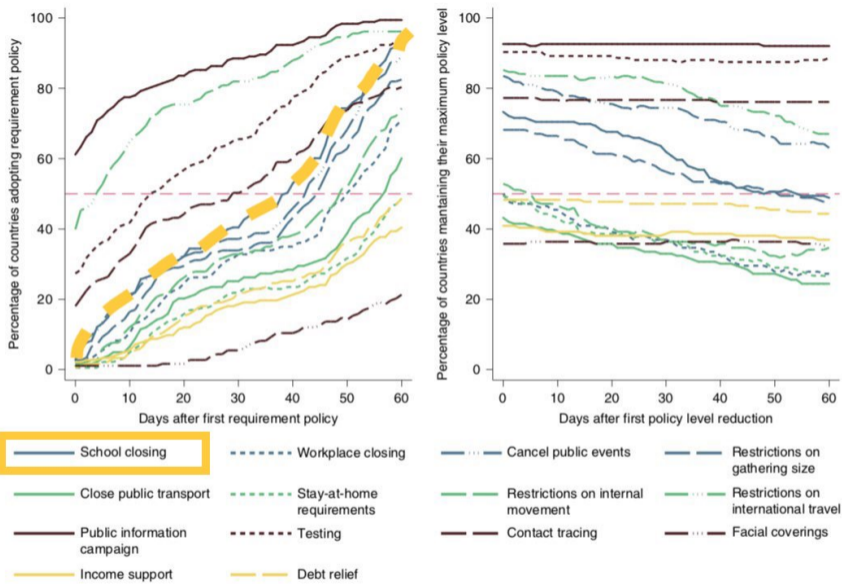 Percentage of countries adopting requirement policy
100
80
60
40
20
0
0 10 20 30 40 50 60
Days after first requirement policy
Percentage of countries mantaining their maximum policy level
100
80
60
40
20
0
0 10 20 30 40 50 60
Days after first policy level reduction
School closing
Workplace closing
Cancel public events
Restrictions on
gathering size
Close public transport
Stay-at-home
requirements
Restrictions on internal
movement
Restrictions on
international travel
Public information
campaign
Testing
Contact tracing
Facial coverings
Income support
Debt relief